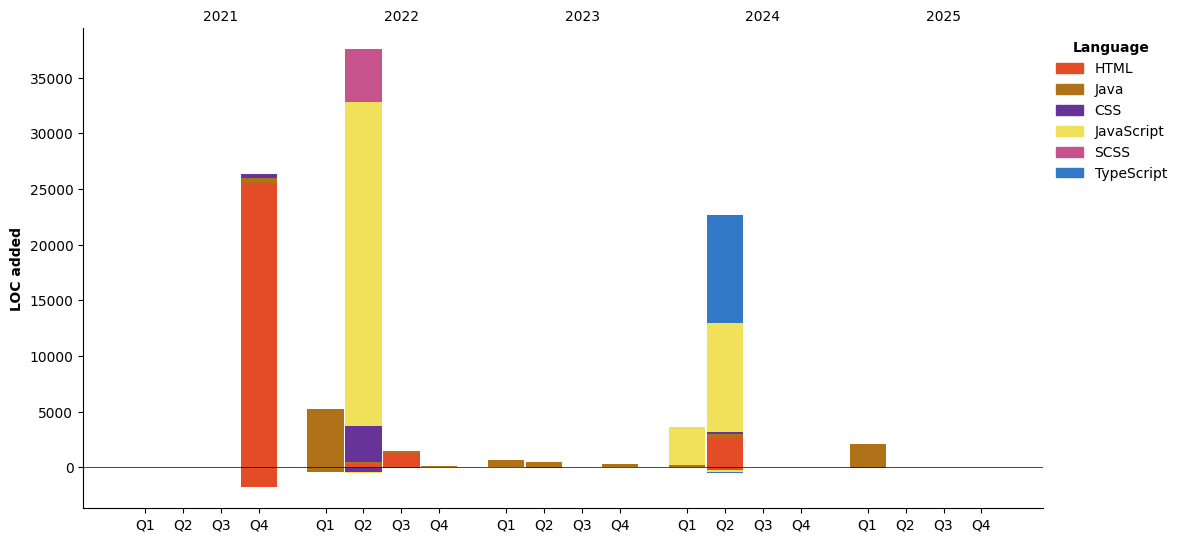 2021 2022 2023 2024 2025
Language
HTML
Java
CSS
JavaScript
SCSS
TypeScript
LOC added
35000
30000
25000
20000
15000
10000
5000
0
Q1 Q2 Q3 Q4 Q1 Q2 Q3 Q4 Q1 Q2 Q3 Q4 Q1 Q2 Q3 Q4 Q1 Q2 Q3 Q4